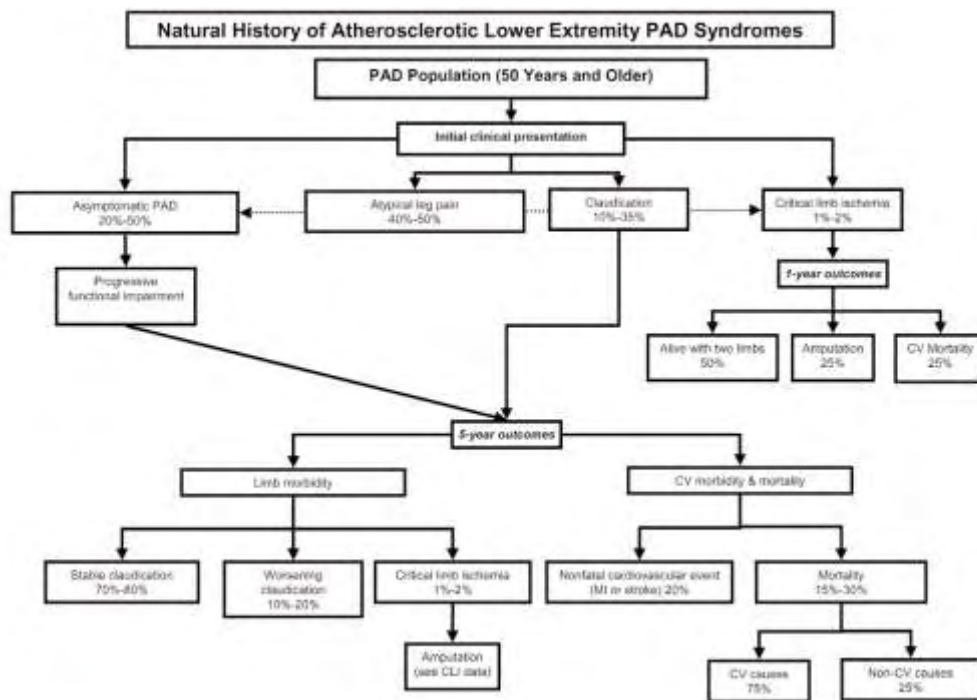 Natural History of Atherosclerotic Lower Extremity PAD Syndromes
PAD Population (50 Years and Older)
Initial clinical presentation
Asymptomatic PAD
20%-50%
Atypical leg pain
40%-50%
Claudication
10%-35%
Critical limb ischemia
1%-2%
Progressive
functional impairment
1-year outcomes
Alive with two limbs
50%
Amputation
25%
CV Mortality
25%
5-year outcomes
Limb morbidity
CV morbidity & mortality
Stable claudication
70%-80%
Worsening
claudication
10%-20%
Critical limb ischemia
1%-2%
Nonfatal cardiovascular event
(MI or stroke) 20%
Mortality
15%-30%
Amputation
(see CLI data)
CV causes
75%
Non-CV causes
25%